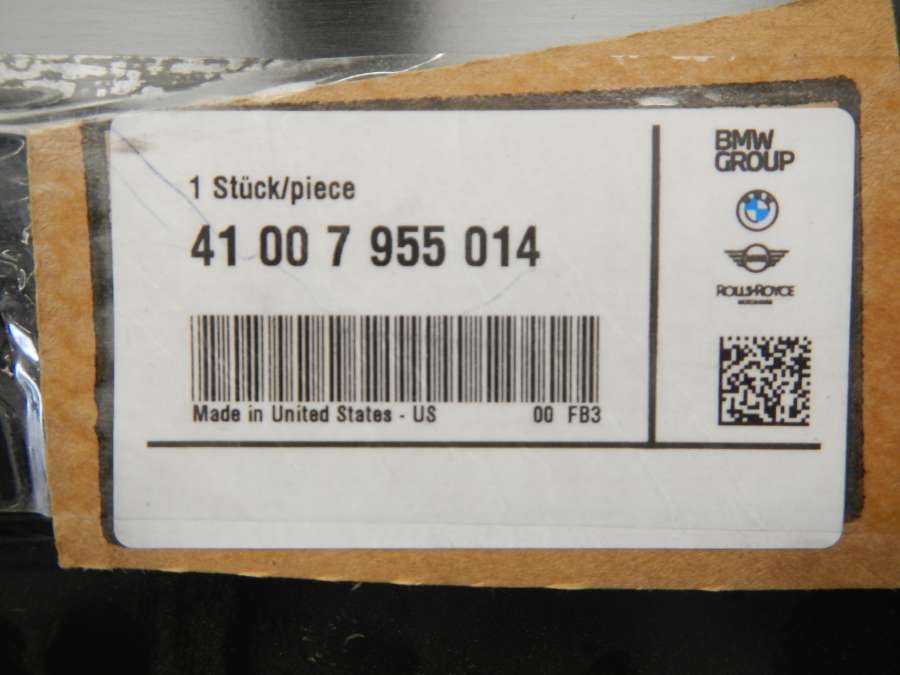 1 Stück/piece
41 00 7 955 014
Made in United States - US 00 FB3
BMW
GROUP
MINI
ROLLS-ROYCE